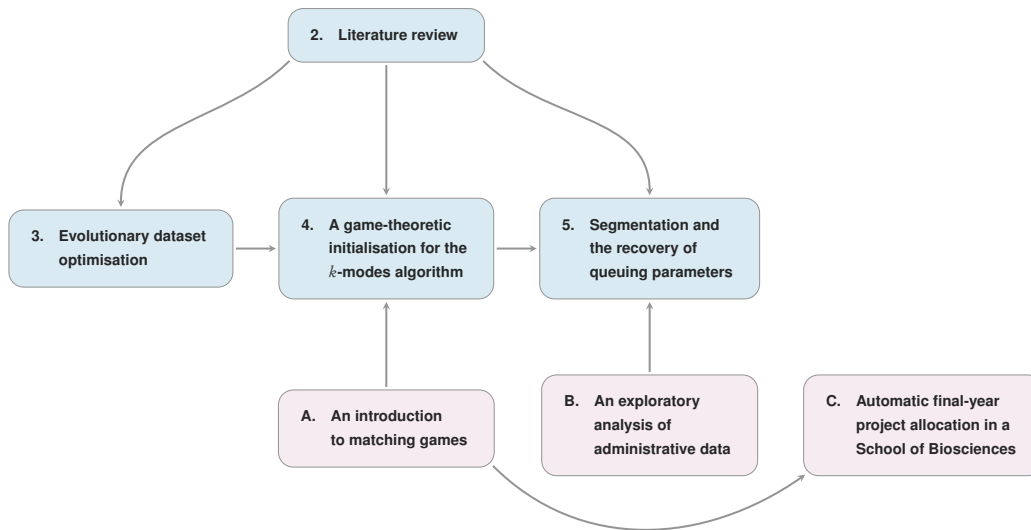 2. Literature review
3. Evolutionary dataset
optimisation
4. A game-theoretic
initialisation for the
k-modes algorithm
5. Segmentation and
the recovery of
queuing parameters
A. An introduction
to matching games
B. An exploratory
analysis of
administrative data
C. Automatic final-year
project allocation in a
School of Biosciences